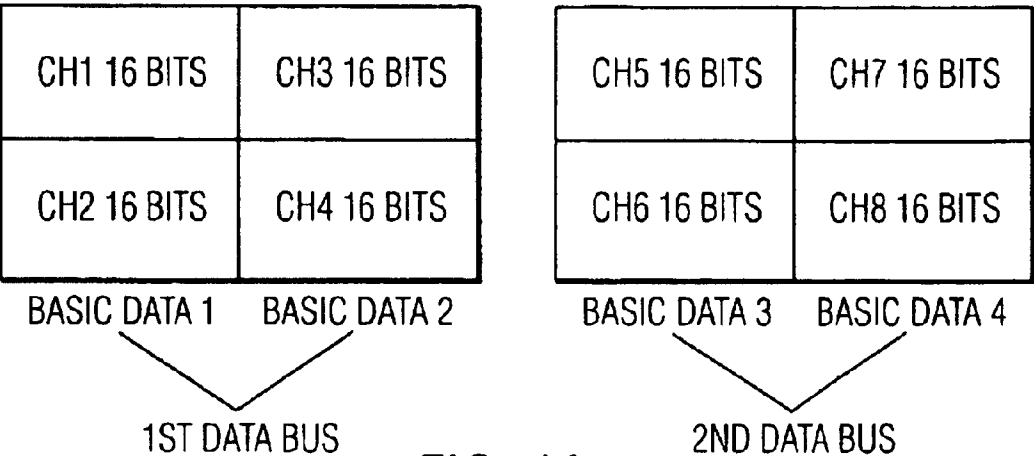 CH1 16 BITS CH3 16 BITS CH5 16 BITS CH7 16 BITS
CH2 16 BITS CH4 16 BITS CH6 16 BITS CH8 16 BITS
BASIC DATA 1 BASIC DATA 2 BASIC DATA 3 BASIC DATA 4
1ST DATA BUS 2ND DATA BUS